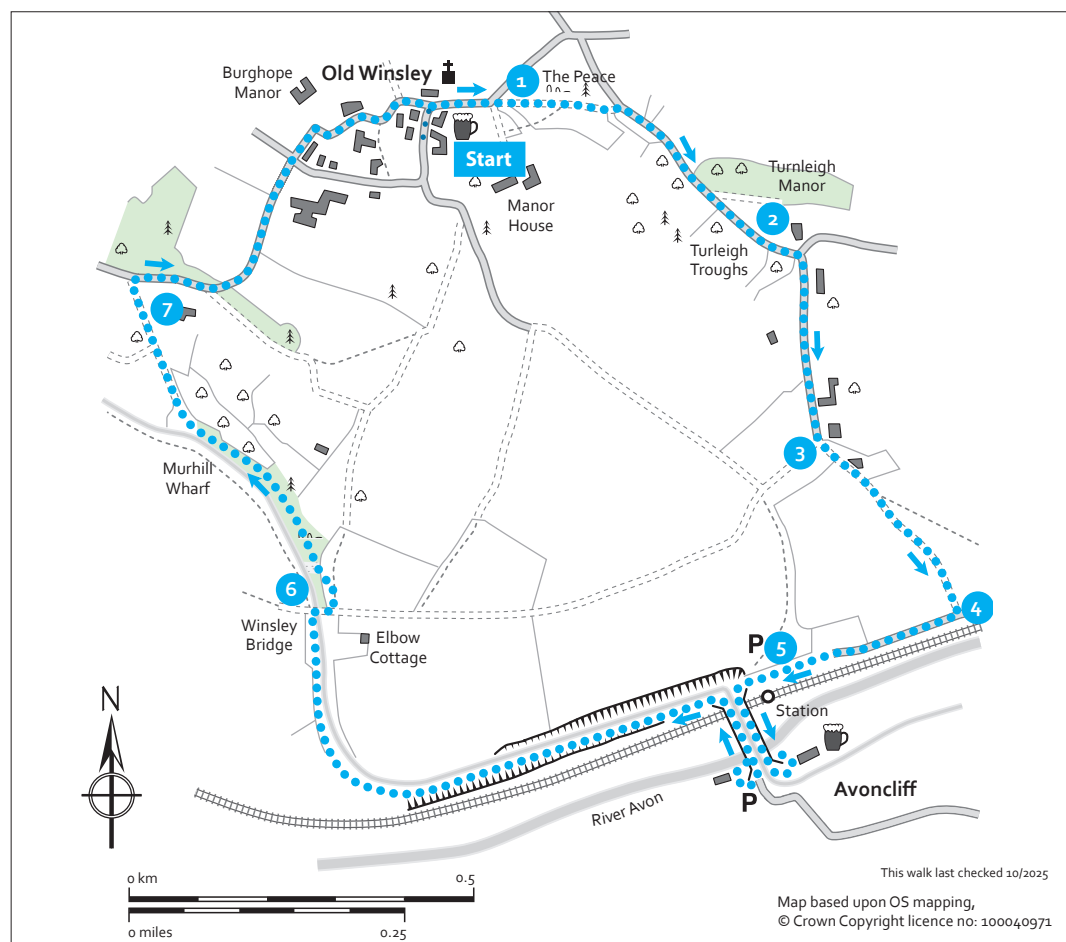 Old Winsley
Burghope
Manor
1
The Peace
Start
Manor
House
Turnleigh
Manor
2
Turleigh
Troughs
7
3
Murhill
Wharf
6
Winsley
Bridge
Elbow
Cottage
4
P
5
Station
N
Avoncliff
P
River Avon
0 km
0.5
0 miles
0.25
This walk last checked 10/2025
Map based upon OS mapping,
© Crown Copyright licence no: 100040971